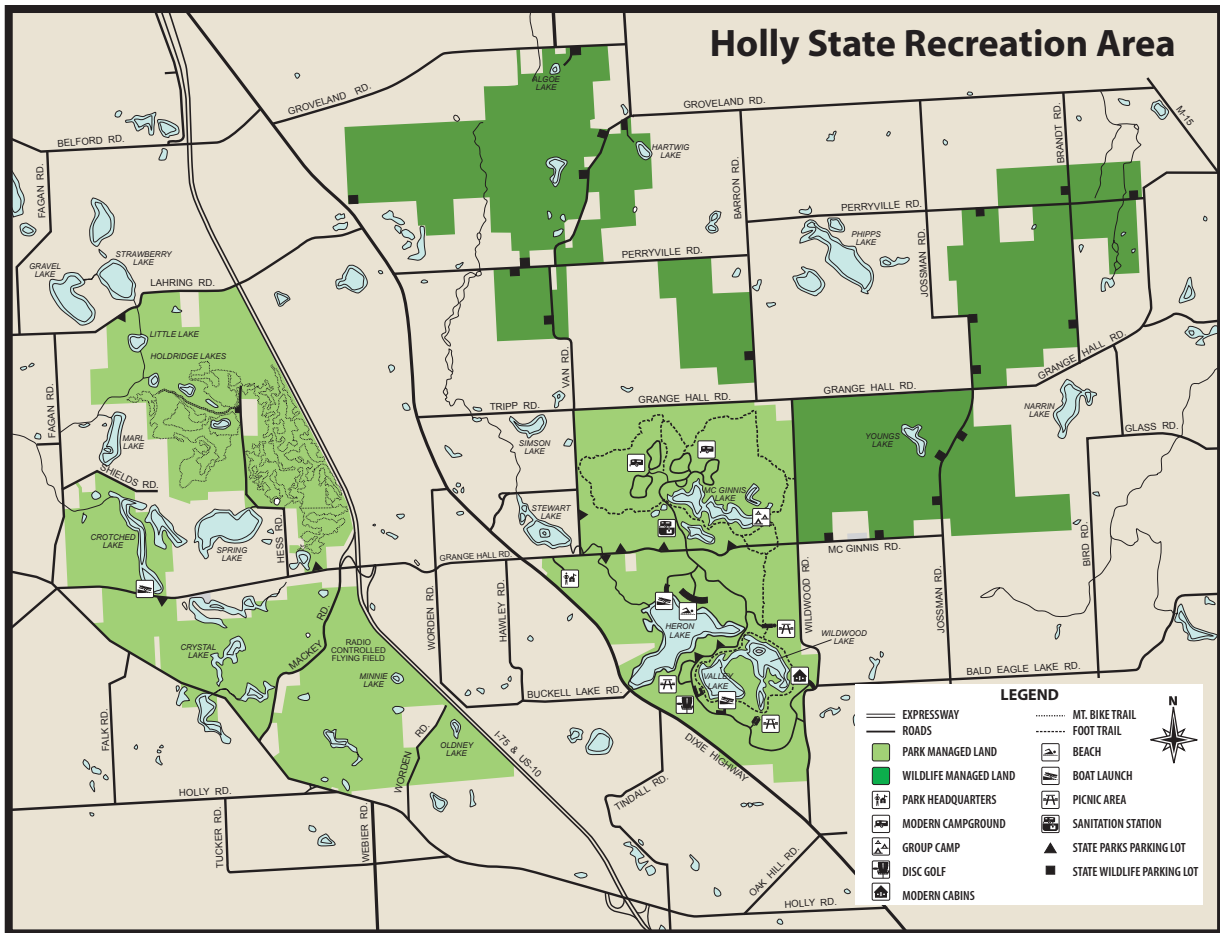 Holly State Recreation Area
ALGOE
LAKE
GROVELAND RD.
GROVELAND RD.
M-15
BELFORD RD.
HARTWIG
LAKE
BRANDT RD.
FAGAN RD.
BARRON RD.
PERRYVILLE RD.
PHIPPS
LAKE
STRAWBERRY
LAKE
GRAVEL
LAKE
PERRYVILLE RD.
JOSSMAN RD.
LAHRING RD.
LITTLE LAKE
HOLDRIDGE LAKES
VAN RD.
GRANGE HALL RD.
GRANGE HALL RD.
GRANGE HALL RD.
FAGAN RD.
TRIPP RD.
NARRIN
LAKE
GLASS RD.
MARL
LAKE
SIMSON
LAKE
YOUNGS
LAKE
SHIELDS RD.
MC GINNIS
LAKE
STEWART
LAKE
CROTCHED
LAKE
SPRING
LAKE
HESS RD.
GRANGE HALL RD.
MC GINNIS RD.
BIRD RD.
WORDEN RD.
HAWLEY RD.
WILDWOOD RD.
JOSSMAN RD.
MACKEY RD.
HERON
LAKE
WILDWOOD
LAKE
RADIO
CONTROLLED
FLYING FIELD
CRYSTAL
LAKE
MINNIE
LAKE
VALLEY
LAKE
BALD EAGLE LAKE RD.
BUCKELL LAKE RD.
FALK RD.
WORDEN RD.
OLDNEY
LAKE
I-75 & US-10
DIXIE HIGHWAY
HOLLY RD.
TINDALL RD.
TUCKER RD.
WEBIER RD.
OAK HILL RD.
HOLLY RD.
LEGEND
N
EXPRESSWAY
ROADS
PARK MANAGED LAND
WILDLIFE MANAGED LAND
PARK HEADQUARTERS
MODERN CAMPGROUND
GROUP CAMP
DISC GOLF
MODERN CABINS
MT. BIKE TRAIL
FOOT TRAIL
BEACH
BOAT LAUNCH
PICNIC AREA
SANITATION STATION
STATE PARKS PARKING LOT
STATE WILDLIFE PARKING LOT